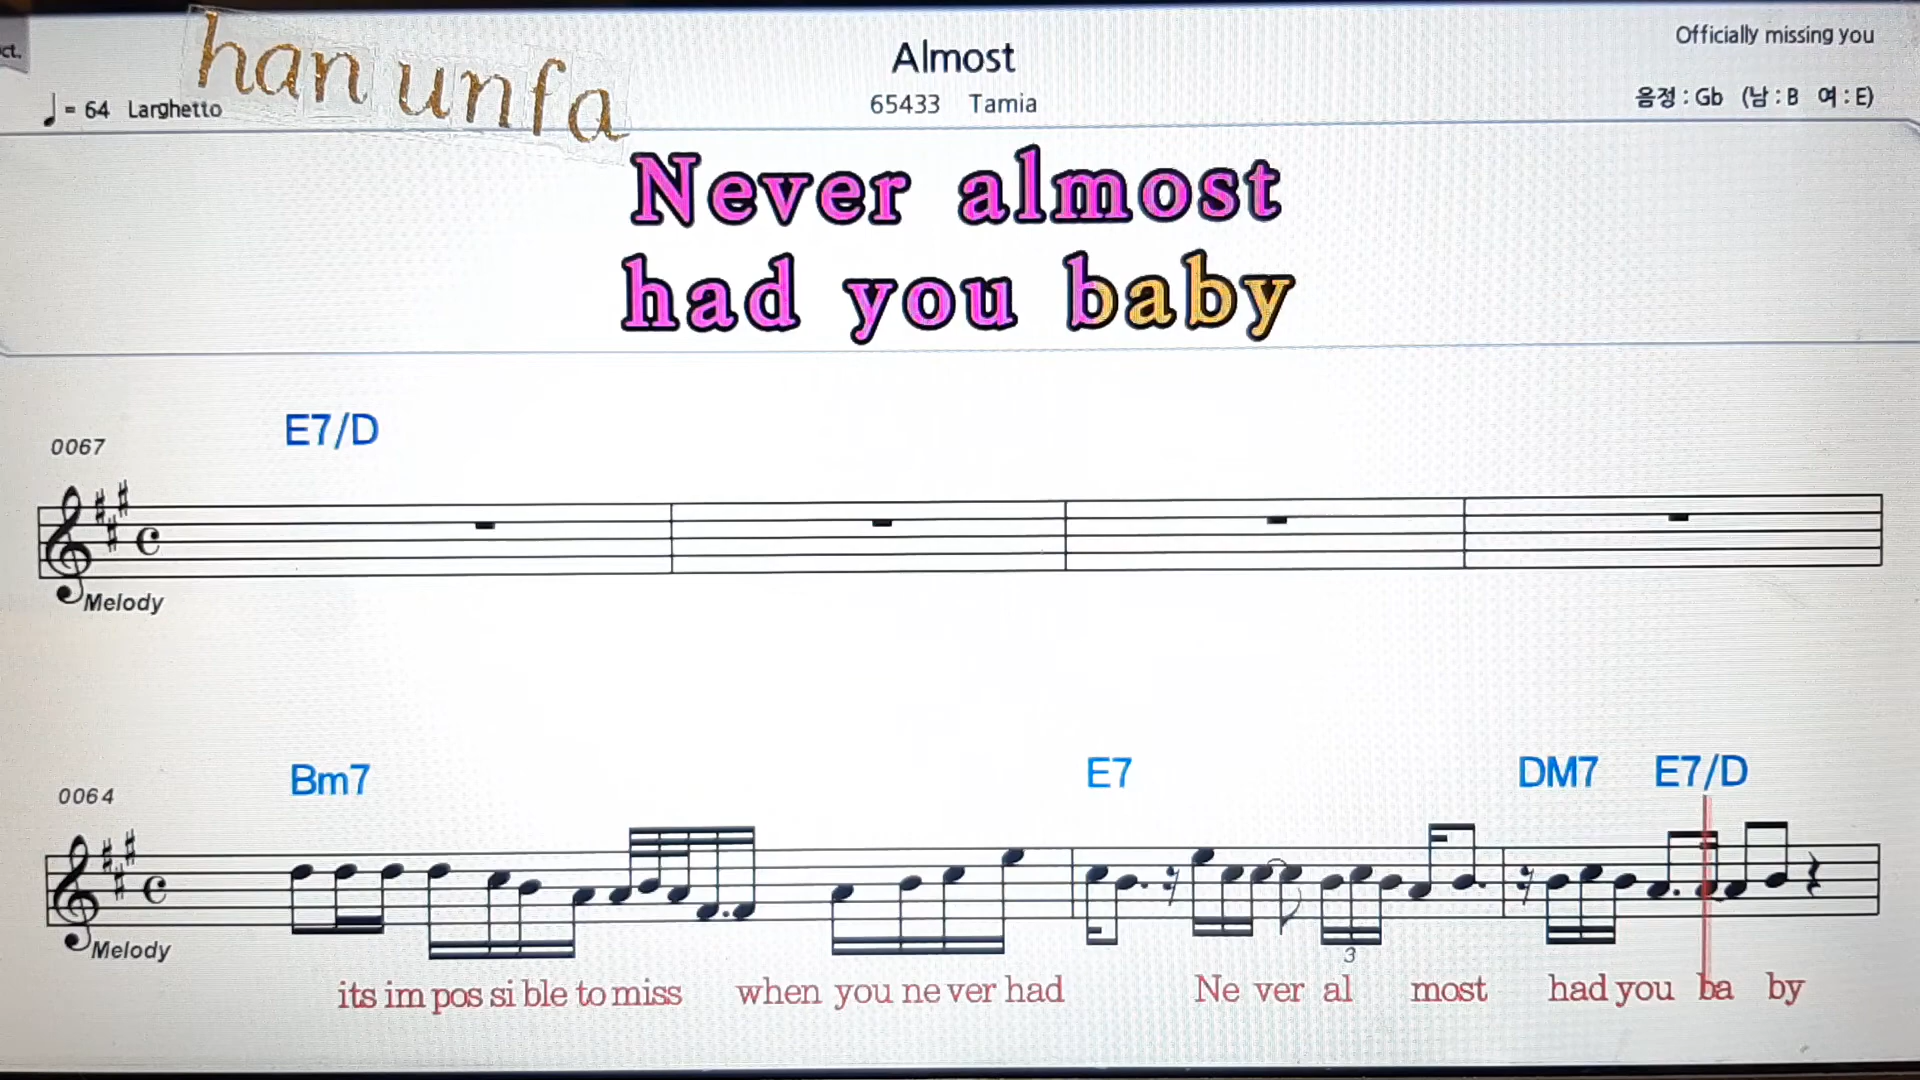 ct.
han unfa
Almost
Officially missing you
♩ = 64 Larghetto
65433 Tamia
음정 : Gb (남 : B 여 : E)
Never almost
had you baby
E7/D
0067
Melody
Bm7 E7 DM7 E7/D
0064
3
Melody
its im pos si ble to miss when you ne ver had Ne ver al most had you ba by